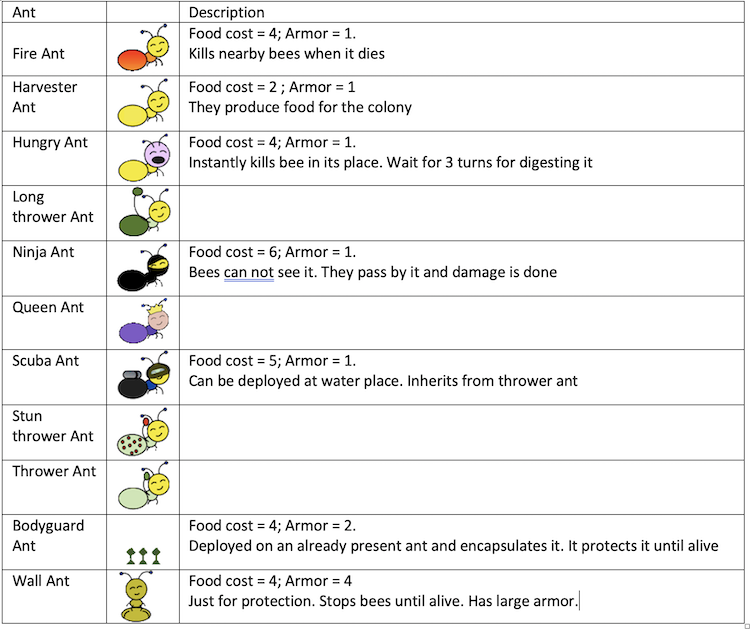 Ant Description
Fire Ant
Food cost = 4; Armor = 1.
Kills nearby bees when it dies
Harvester
Ant
Food cost = 2 ; Armor = 1
They produce food for the colony
Hungry Ant
Food cost = 4; Armor = 1.
Instantly kills bee in its place. Wait for 3 turns for digesting it
Long
thrower Ant
Ninja Ant
Food cost = 6; Armor = 1.
Bees can not see it. They pass by it and damage is done
Queen Ant
Scuba Ant
Food cost = 5; Armor = 1.
Can be deployed at water place. Inherits from thrower ant
Stun
thrower Ant
Thrower Ant
Bodyguard
Ant
Food cost = 4; Armor = 2.
Deployed on an already present ant and encapsulates it. It protects it until alive
Wall Ant
Food cost = 4; Armor = 4
Just for protection. Stops bees until alive. Has large armor.